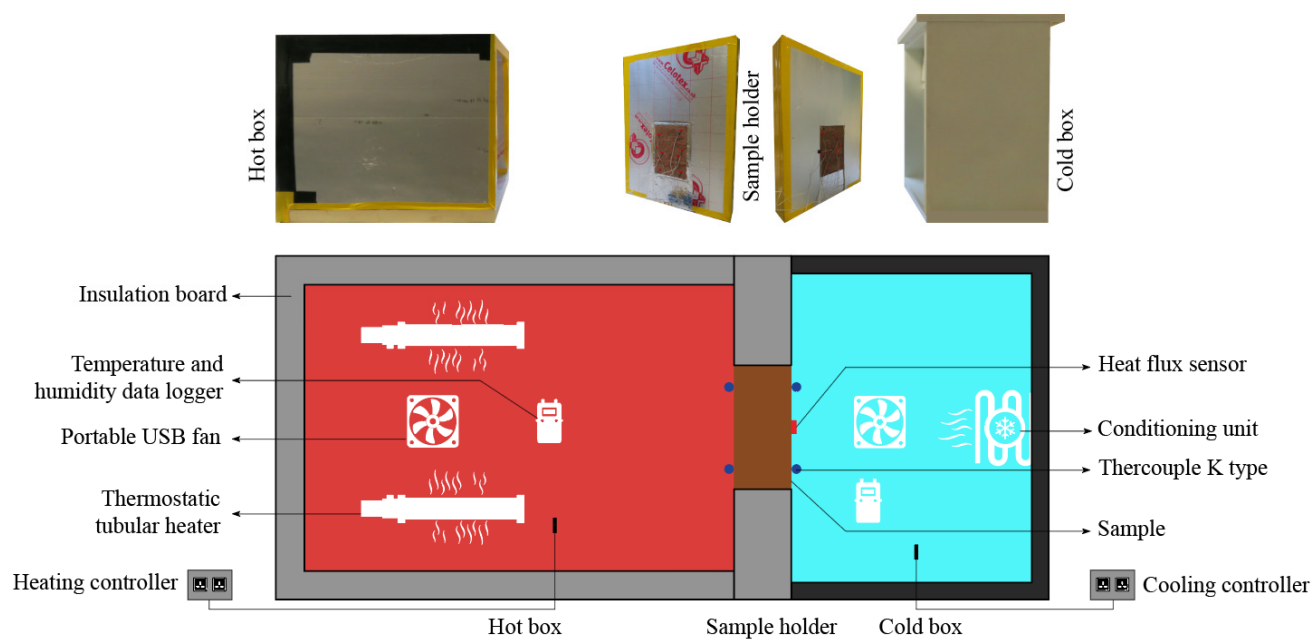 Hot box
Sample holder
Cold box
Celotex
Celotex
Insulation board
Temperature and
humidity data logger
Portable USB fan
Thermostatic
tubular heater
Heating controller
Heat flux sensor
Conditioning unit
Thercouple K type
Sample
Cooling controller
Hot box
Sample holder
Cold box